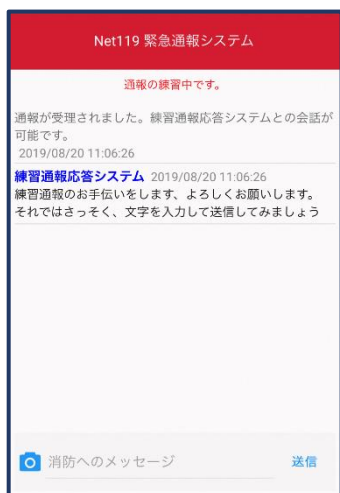 Net119 緊急通報システム
通報の練習中です。
通報が受理されました。練習通報応答システムとの会話が
可能です。
2019/08/20 11:06:26
練習通報応答システム 2019/08/20 11:06:26
練習通報のお手伝いをします、よろしくお願いします。
それではさっそく、文字を入力して送信してみましょう
消防へのメッセージ 送信